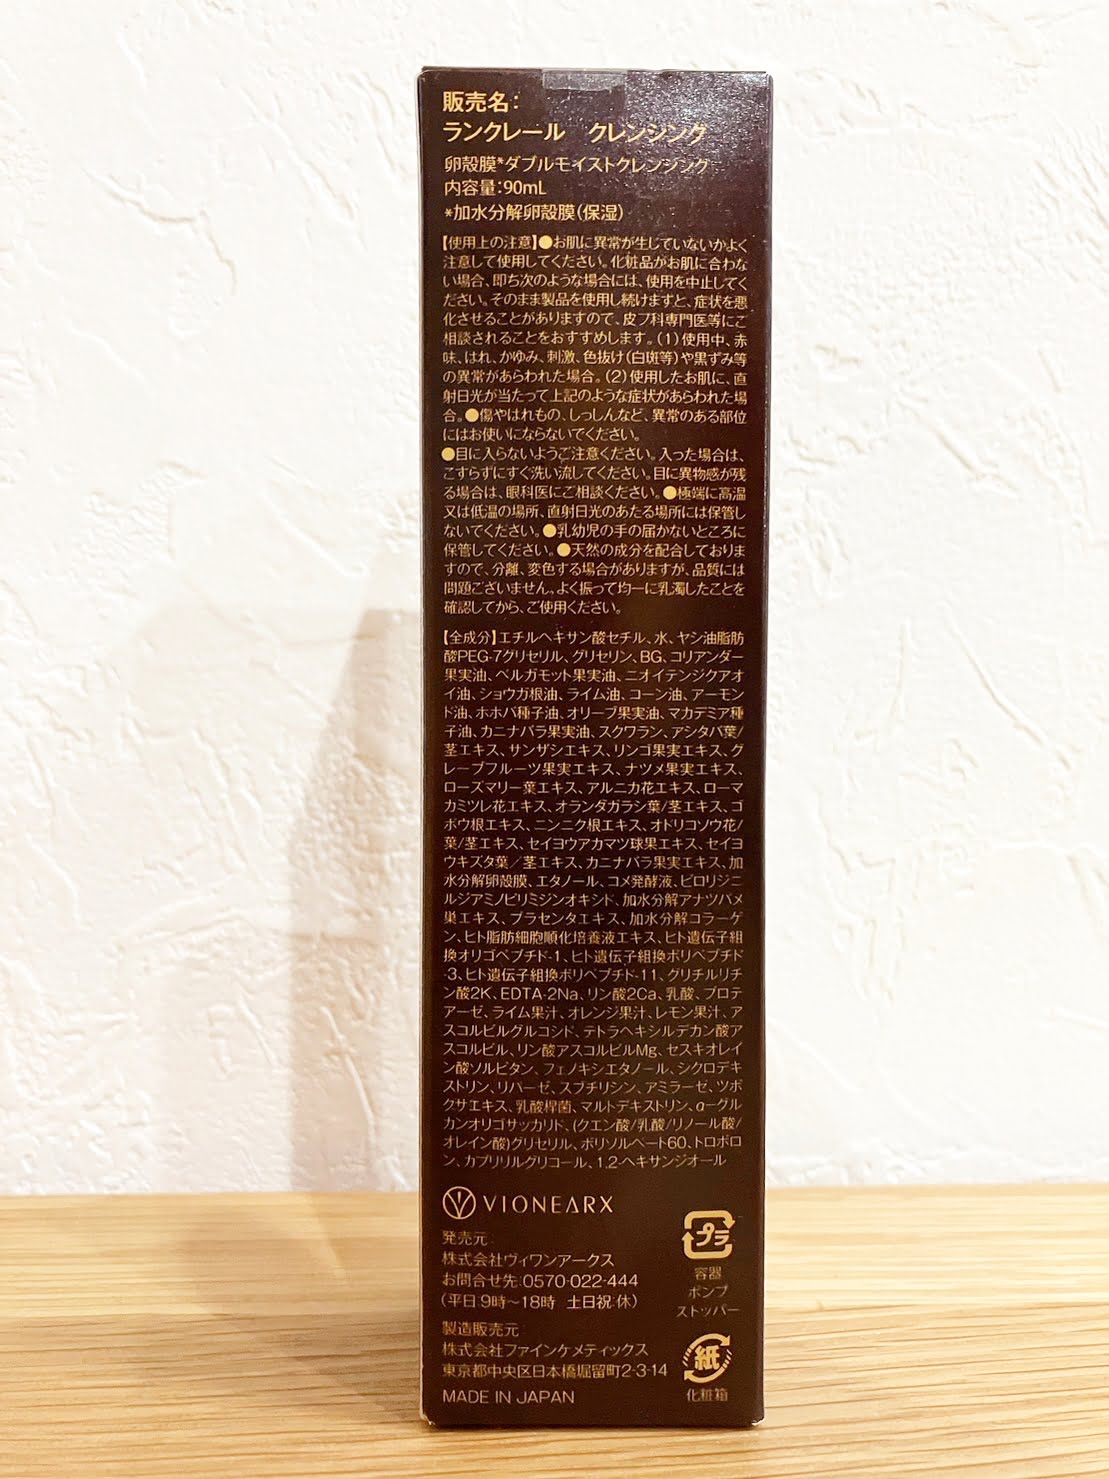 販売名:
ランクレール　クレンジング
卵殻膜*ダブルモイストクレンジング
内容量:90mL
*加水分解卵殻膜(保湿)
【使用上の注意】●お肌に異常が生じていないかよく
注意して使用してください。化粧品がお肌に合わな
い場合、即ち次のような場合には、使用を中止してく
ださい。そのまま製品を使用し続けますと、症状を悪
化させることがありますので、皮フ科専門医等にご
相談されることをおすすめします。(1)使用中、赤
味、はれ、かゆみ、刺激、色抜け(白斑等)や黒ずみ等
の異常があらわれた場合。(2)使用したお肌に、直
射日光が当たって上記のような症状があらわれた場
合。●傷やはれもの、しっしんなど、異常のある部位
にはお使いにならないでください。
●目に入らないようご注意ください。入った場合は、
こすらずにすぐ洗い流してください。目に異物感が残
る場合は、眼科医にご相談ください。●極端に高温
又は低温の場所、直射日光のあたる場所には保管し
ないでください。●乳幼児の手の届かないところに
保管してください。●天然の成分を配合しておりま
すので、分離、変色する場合がありますが、品質には
問題ございません。よく振って均一に乳濁したことを
確認してから、ご使用ください。
【全成分】エチルヘキサン酸セチル、水、ヤシ油脂肪
酸PEG-7グリセリル、グリセリン、BG、コリアンダー
果実油、ベルガモット果実油、ニオイテンジクアオ
イ油、ショウガ根油、ライム油、コーン油、アーモン
ド油、ホホバ種子油、オリーブ果実油、マカデミア種
子油、カニナバラ果実油、スクワラン、アシタバ葉/
茎エキス、サンザシエキス、リンゴ果実エキス、グ
レープフルーツ果実エキス、ナツメ果実エキス、
ローズマリー葉エキス、アルニカ花エキス、ローマ
カミツレ花エキス、オランダガラシ葉/茎エキス、ゴ
ボウ根エキス、ニンニク根エキス、オドリコソウ花/
葉/茎エキス、セイヨウアカマツ球果エキス、セイヨ
ウキズタ葉／茎エキス、カニナバラ果実エキス、加
水分解卵殻膜、エタノール、コメ発酵液、ピロリジニ
ルジアミノピリミジンオキシド、加水分解アナツバメ
巣エキス、プラセンタエキス、加水分解コラーゲ
ン、ヒト脂肪細胞順化培養液エキス、ヒト遺伝子組
換オリゴペプチド-1、ヒト遺伝子組換ポリペプチド
-3、ヒト遺伝子組換ポリペプチド-11、グリチルリチ
ン酸2K、EDTA-2Na、リン酸2Ca、乳酸、プロテ
アーゼ、ライム果汁、オレンジ果汁、レモン果汁、ア
スコルビルグルコシド、テトラヘキシルデカン酸ア
スコルビル、リン酸アスコルビルMg、セスキオレイ
ン酸ソルビタン、フェノキシエタノール、シクロデキ
ストリン、リパーゼ、スブチリシン、アミラーゼ、ツボ
クサエキス、乳酸桿菌、マルトデキストリン、α－グル
カンオリゴサッカリド、(クエン酸/乳酸/リノール酸/
オレイン酸)グリセリル、ポリソルベート60、トロポロ
ン、カプリリルグリコール、1,2-ヘキサンジオール
VIONEARX
発売元:
株式会社ヴィワンアークス
お問合せ先:0570-022-444
(平日:9時～18時　土日祝:休)
製造販売元:
株式会社ファインケメティックス
東京都中央区日本橋堀留町2-3-14
MADE IN JAPAN
プラ
容器
ポンプ
ストッパー
紙
化粧箱